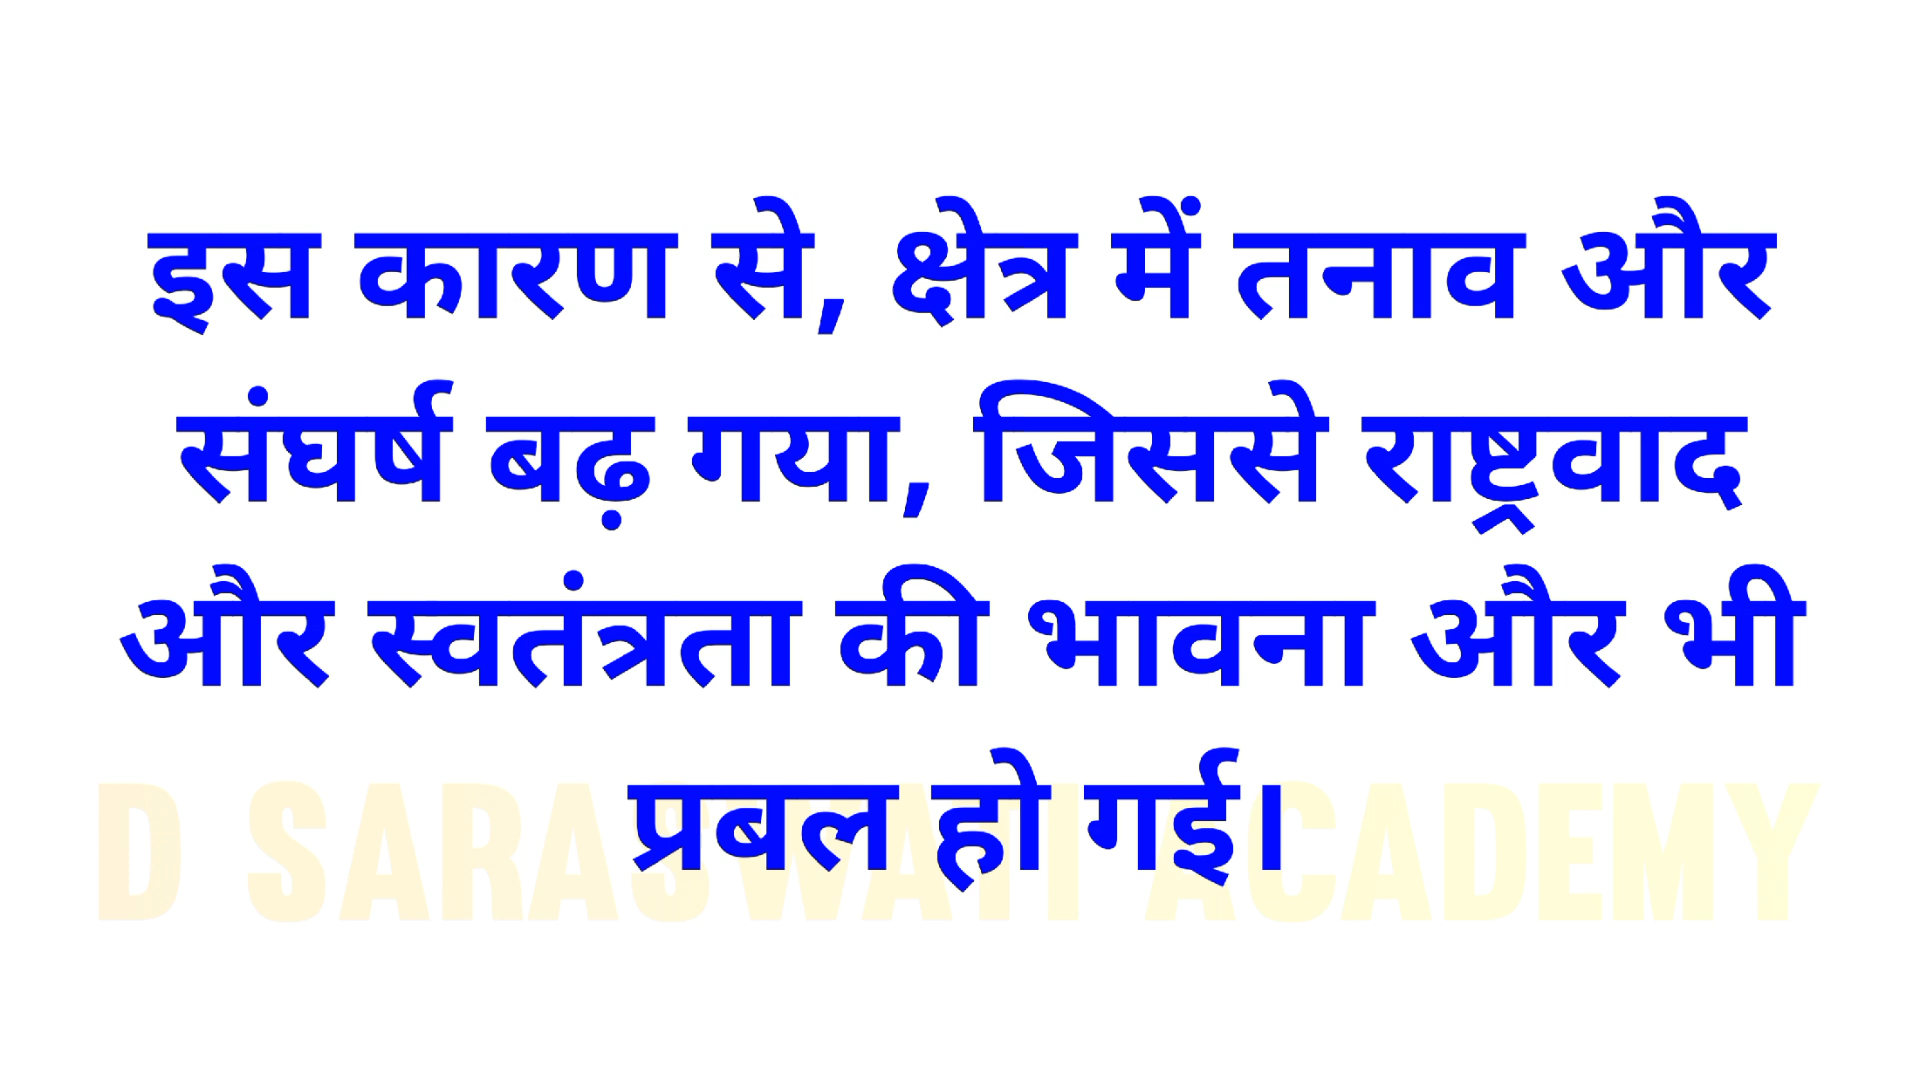 इस कारण से, क्षेत्र में तनाव और
संघर्ष बढ़ गया, जिससे राष्ट्रवाद
और स्वतंत्रता की भावना और भी
प्रबल हो गई।
D SARASWATI ACADEMY